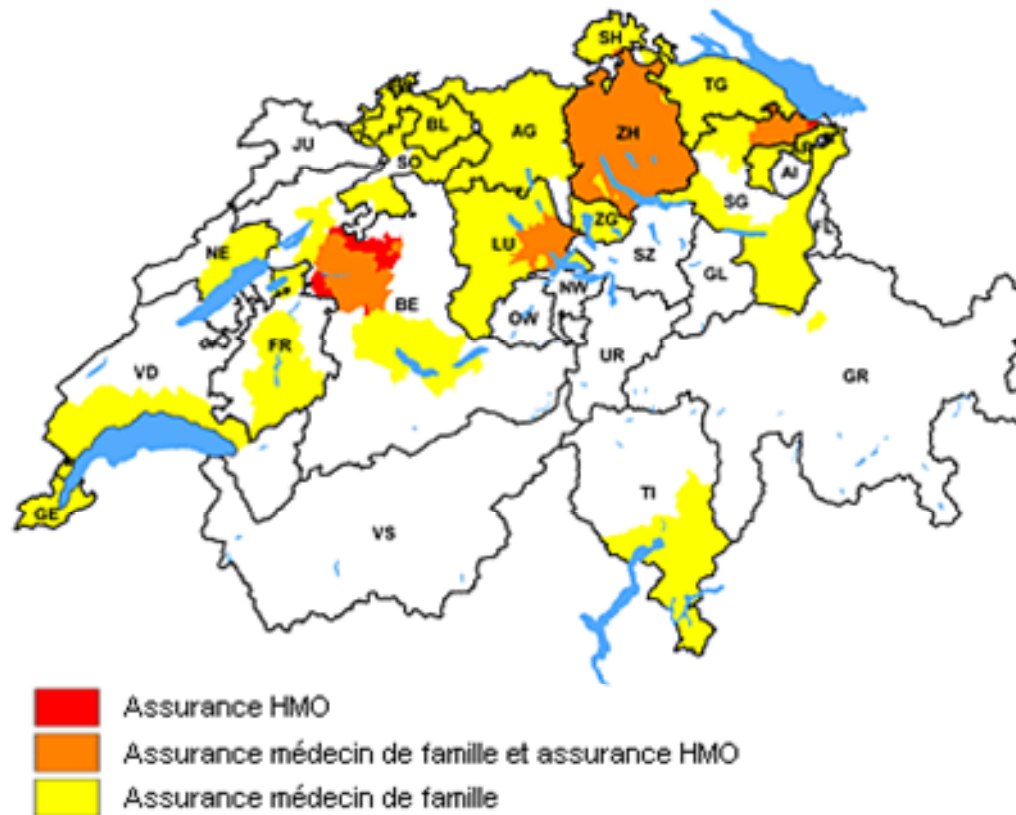 SH
TG
BL
AG
ZH
JU
SO
AI
SG
ZG
NE
LU
SZ
NW
GL
BE
OW
FR
UR
VD
GR
TI
GE
VS
Assurance HMO
Assurance médecin de famille et assurance HMO
Assurance médecin de famille